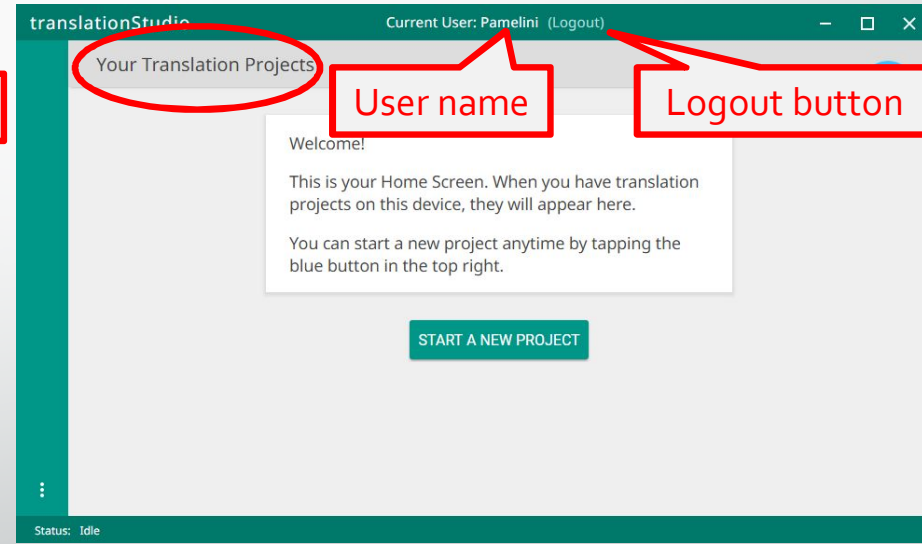 translationStudio
Current User: Pamelini (Logout)
Your Translation Projects
User name
Logout button
Welcome!
This is your Home Screen. When you have translation
projects on this device, they will appear here.
You can start a new project anytime by tapping the
blue button in the top right.
START A NEW PROJECT
Status: Idle